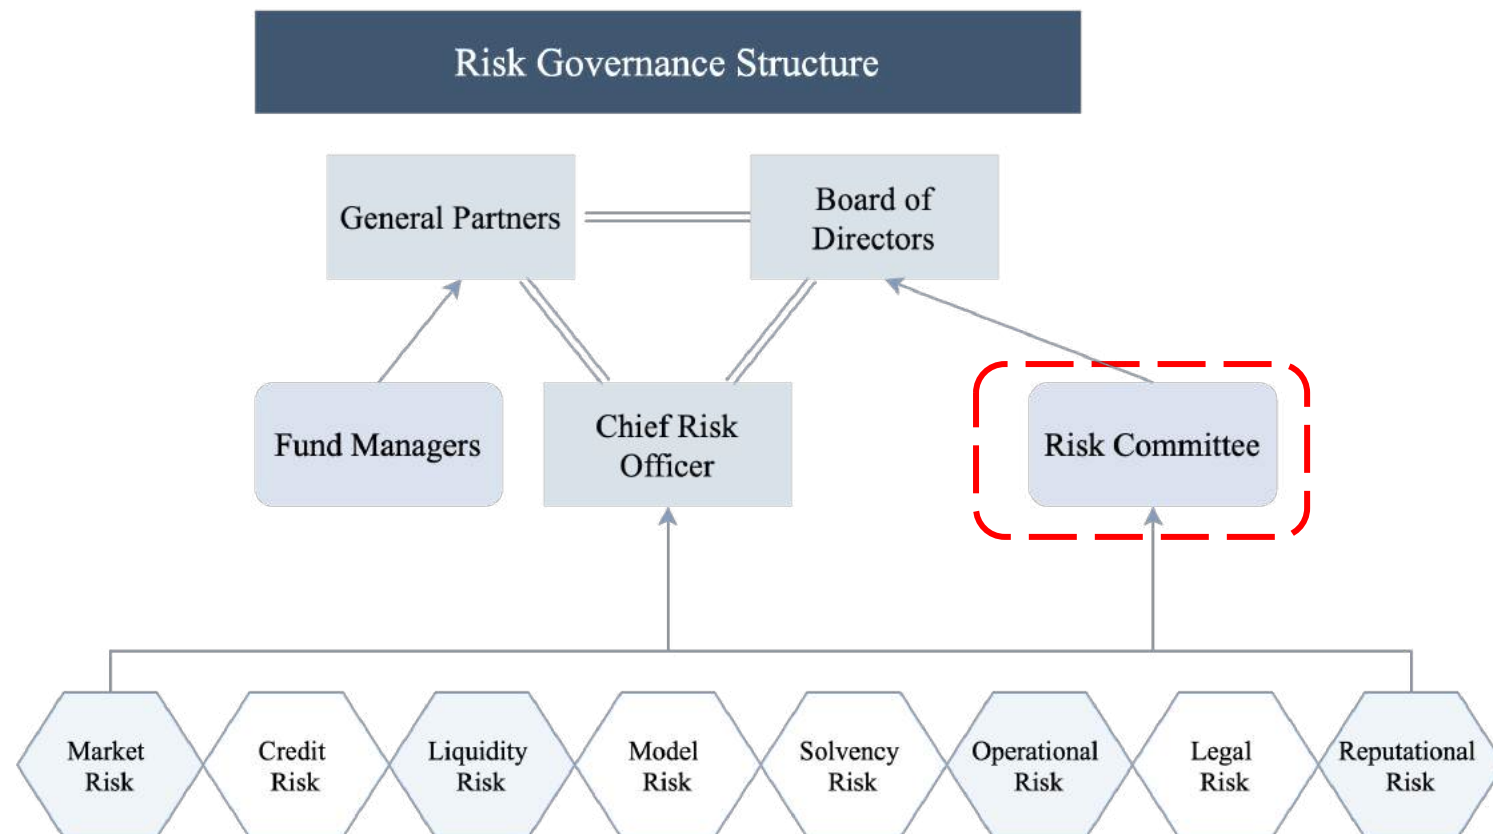 Risk Governance Structure
General Partners
Board of
Directors
Fund Managers
Chief Risk
Officer
Risk Committee
Market
Risk
Credit
Risk
Liquidity
Risk
Model
Risk
Solvency
Risk
Operational
Risk
Legal
Risk
Reputational
Risk